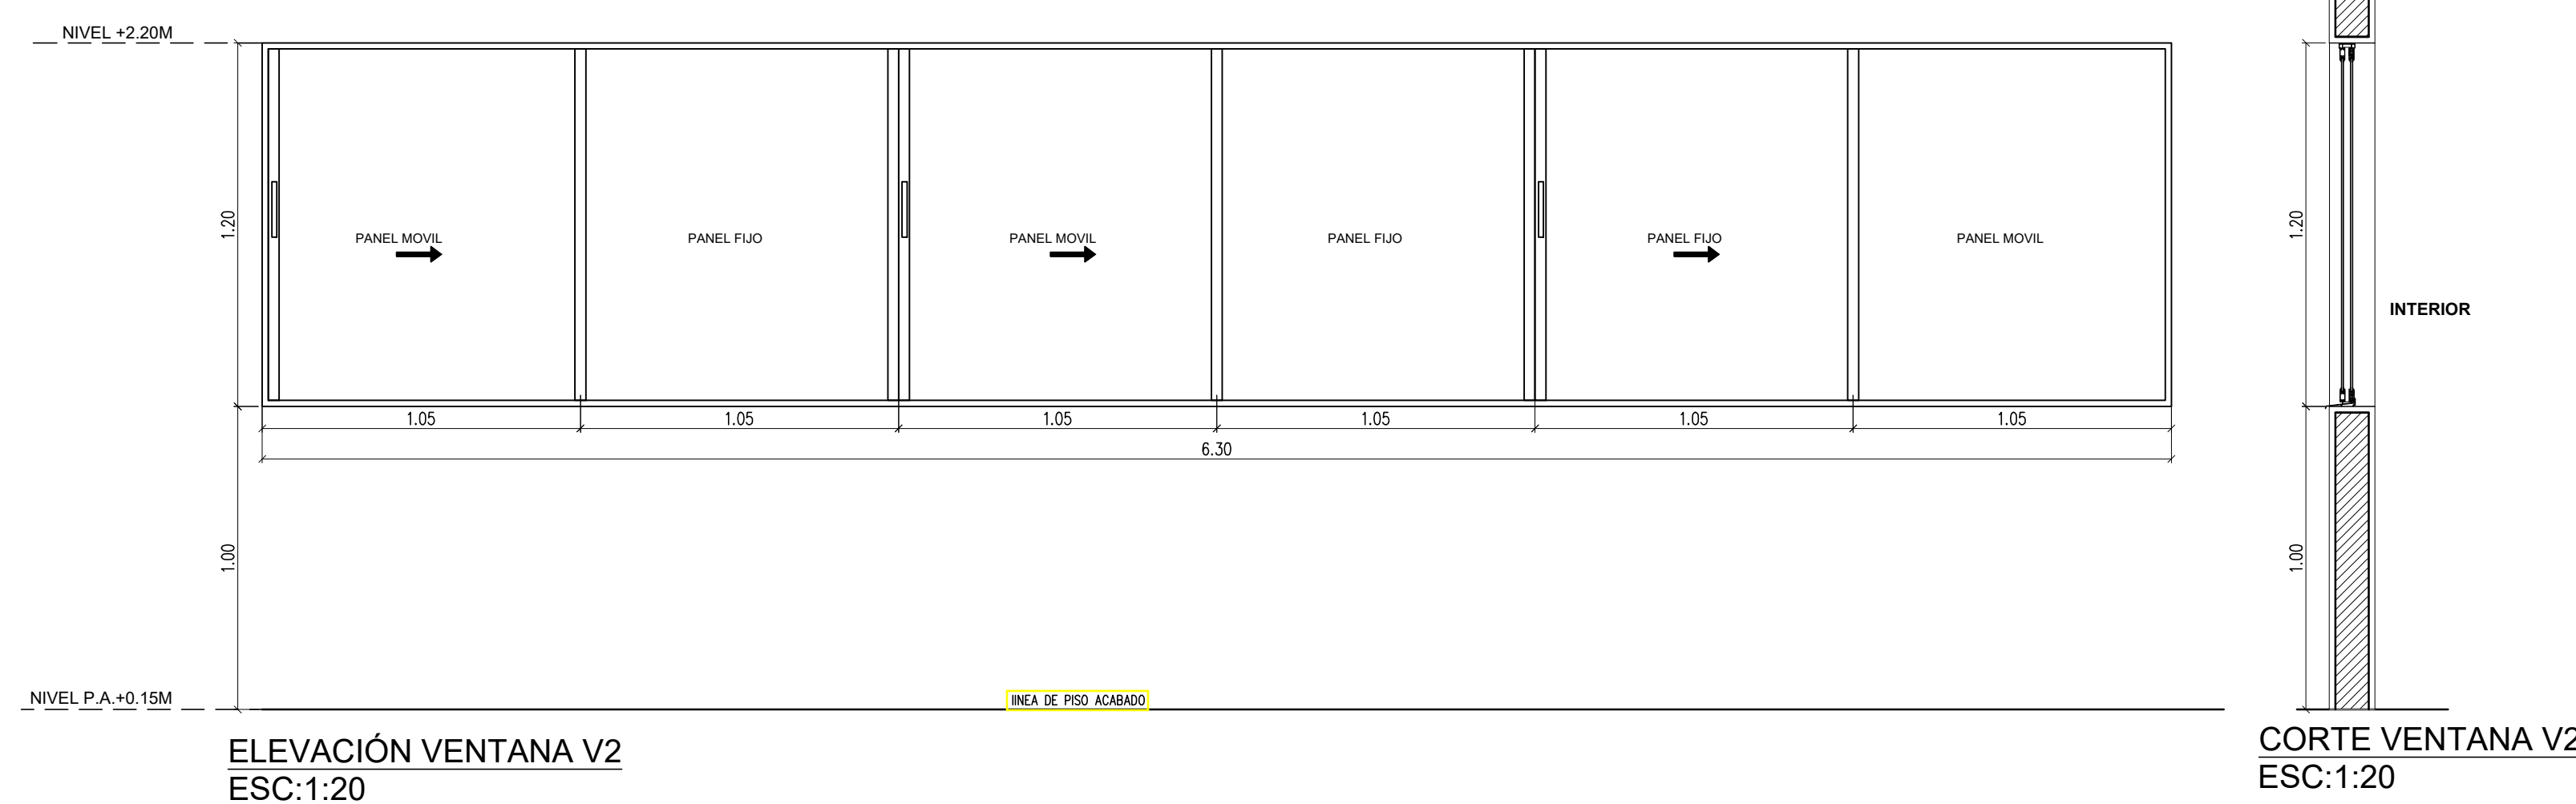 NIVEL +2.20M
1.20
PANEL MOVIL
PANEL FIJO
PANEL MOVIL
PANEL FIJO
PANEL FIJO
PANEL MOVIL
1.20
INTERIOR
1.05
1.05
1.05
1.05
1.05
1.05
6.30
1.00
1.00
NIVEL P.A.+0.15M
lINEA DE PISO ACABADO
ELEVACIÓN VENTANA V2
ESC:1:20
CORTE VENTANA V2
ESC:1:20